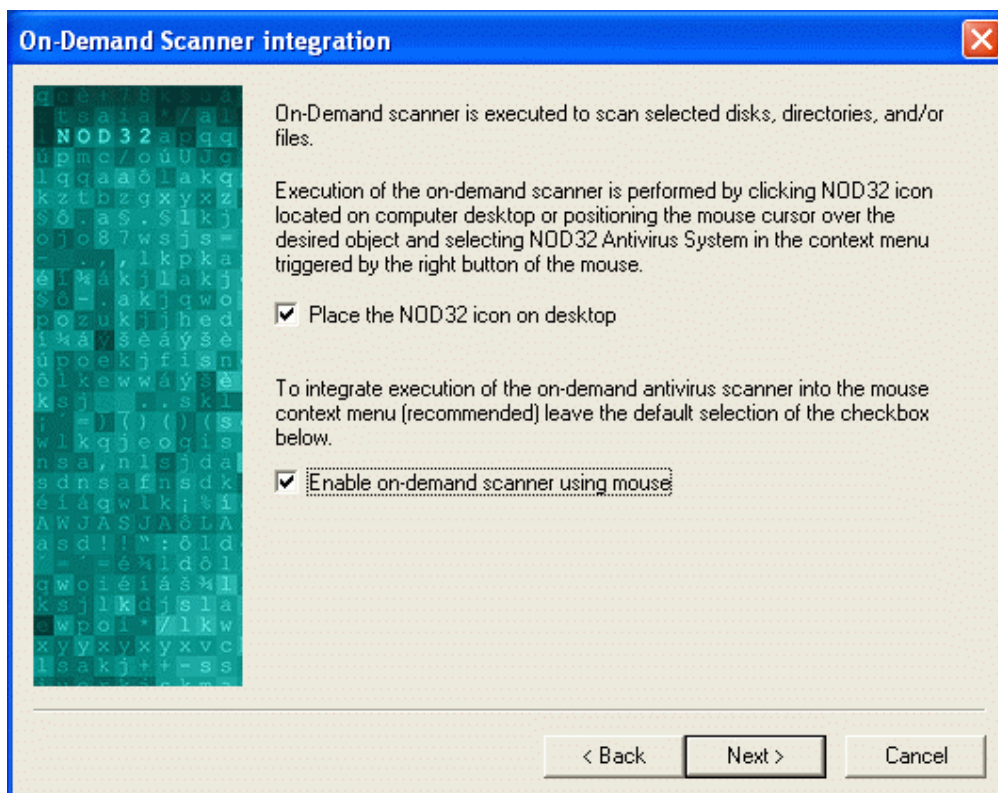 On-Demand Scanner integration
NOD32
On-Demand scanner is executed to scan selected disks, directories, and/or
files.
Execution of the on-demand scanner is performed by clicking NOD32 icon
located on computer desktop or positioning the mouse cursor over the
desired object and selecting NOD32 Antivirus System in the context menu
triggered by the right button of the mouse.
Place the NOD32 icon on desktop
To integrate execution of the on-demand antivirus scanner into the mouse
context menu (recommended) leave the default selection of the checkbox
below.
Enable on-demand scanner using mouse
< Back
Next >
Cancel